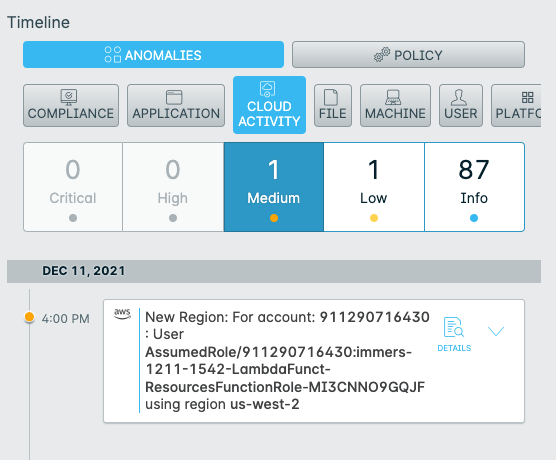 Timeline
ANOMALIES
POLICY
COMPLIANCE
APPLICATION
CLOUD
ACTIVITY
FILE
MACHINE
USER
PLATFO
0
Critical
0
High
1
Medium
1
Low
87
Info
DEC 11, 2021
4:00 PM
aws
New Region: For account: 911290716430
: User
AssumedRole/911290716430:immers-
1211-1542-LambdaFunct-
ResourcesFunctionRole-MI3CNNO9GQJF
using region us-west-2
DETAILS